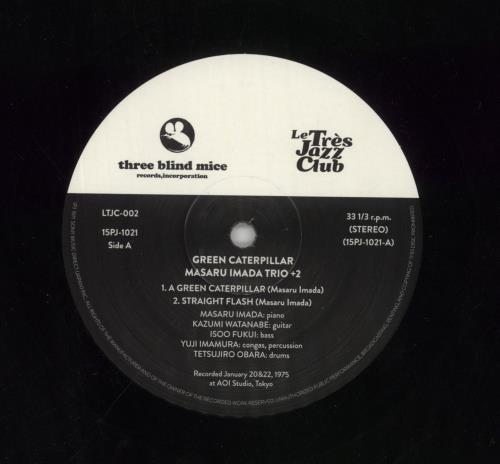 three blind mice
records,incorporation
Le Très
Jazz
Club
LTJC-002
15PJ-1021
Side A
33 1/3 r.p.m.
(STEREO)
(15PJ-1021-A)
GREEN CATERPILLAR
MASARU IMADA TRIO +2
1. A GREEN CATERPILLAR (Masaru Imada)
2. STRAIGHT FLASH (Masaru Imada)
MASARU IMADA: piano
KAZUMI WATANABE: guitar
ISOO FUKUI: bass
YUJI IMAMURA: congas, percussion
TETSUJIRO OBARA: drums
Recorded January 20&22, 1975
at AOI Studio, Tokyo